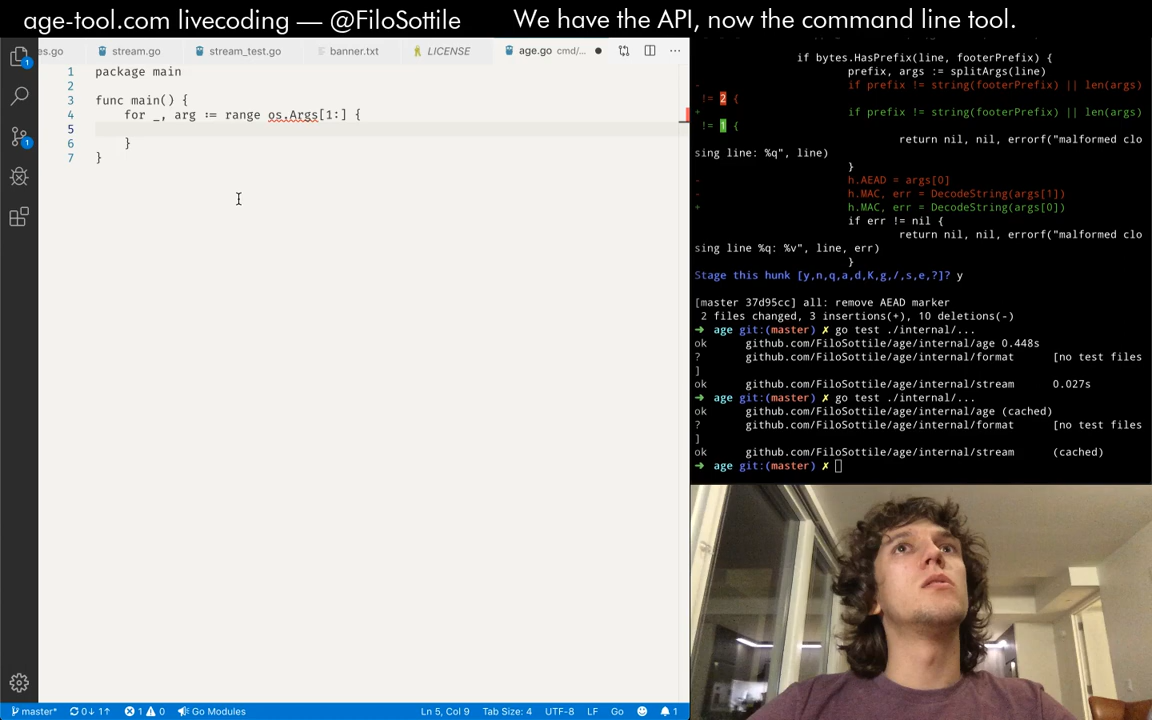 age-tool.com livecoding — @FiloSottile
We have the API, now the command line tool.
es.go
stream.go
stream_test.go
banner.txt
LICENSE
age.go cmd/...
1 package main
2
3 func main() {
4 for _, arg := range os.Args[1:] {
5
6 }
7 }
if bytes.HasPrefix(line, footerPrefix) {
prefix, args := splitArgs(line)
- if prefix != string(footerPrefix) || len(args)
!= 2 {
+ if prefix != string(footerPrefix) || len(args)
!= 1 {
return nil, nil, errorf("malformed clo
sing line: %q", line)
}
- h.AEAD = args[0]
- h.MAC, err = DecodeString(args[1])
+ h.MAC, err = DecodeString(args[0])
if err != nil {
return nil, nil, errorf("malformed clo
sing line %q: %v", line, err)
}
Stage this hunk [y,n,q,a,d,K,g,/,s,e,?]? y
[master 37d95cc] all: remove AEAD marker
2 files changed, 3 insertions(+), 10 deletions(-)
➜ age git:(master) ✗ go test ./internal/...
ok github.com/FiloSottile/age/internal/age 0.448s
? github.com/FiloSottile/age/internal/format [no test files
]
ok github.com/FiloSottile/age/internal/stream 0.027s
➜ age git:(master) ✗ go test ./internal/...
ok github.com/FiloSottile/age/internal/age (cached)
? github.com/FiloSottile/age/internal/format [no test files
]
ok github.com/FiloSottile/age/internal/stream (cached)
➜ age git:(master) ✗
1
1
master* 0↓ 1↑ 1 0 Go Modules
Ln 5, Col 9 Tab Size: 4 UTF-8 LF Go 1